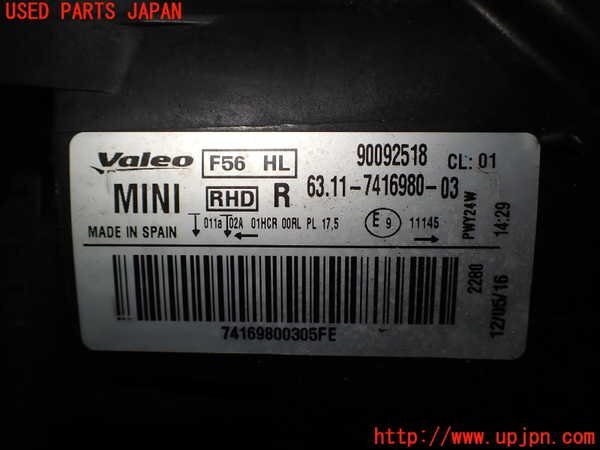 USED PARTS JAPAN
Valeo F56 HL 90092518 CL: 01
MINI RHD R 63.11-7416980-03
MADE IN SPAIN 011a 02A 01HCR 00RL PL 17,5 E 9 11145
PWY24W
14:29
2280
12/05/16
74169800305FE
http://www.upjpn.com/